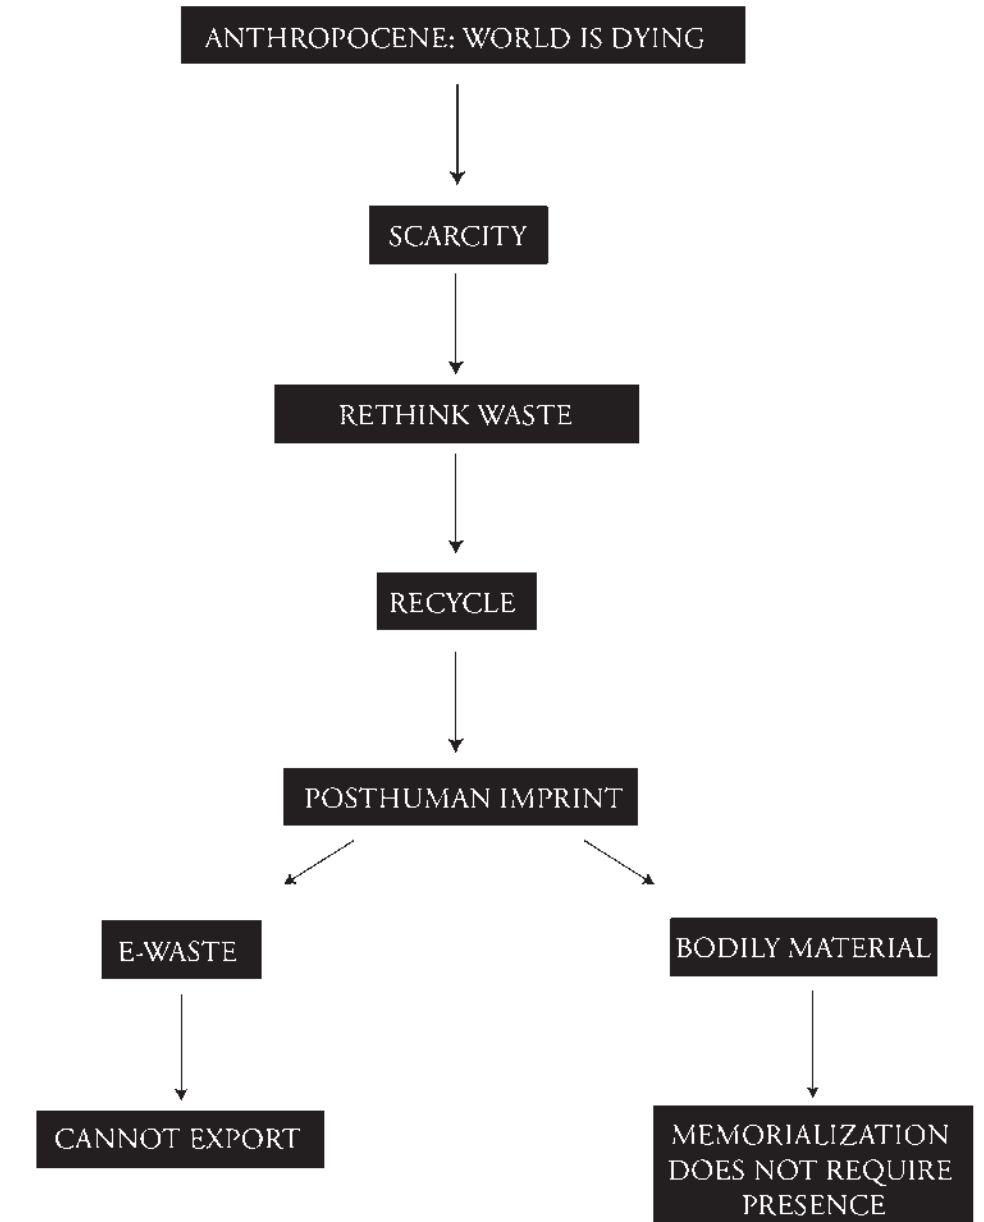 ANTHROPOCENE: WORLD IS DYING
SCARCITY
RETHINK WASTE
RECYCLE
POSTHUMAN IMPRINT
E-WASTE
BODILY MATERIAL
CANNOT EXPORT
MEMORIALIZATION
DOES NOT REQUIRE
PRESENCE